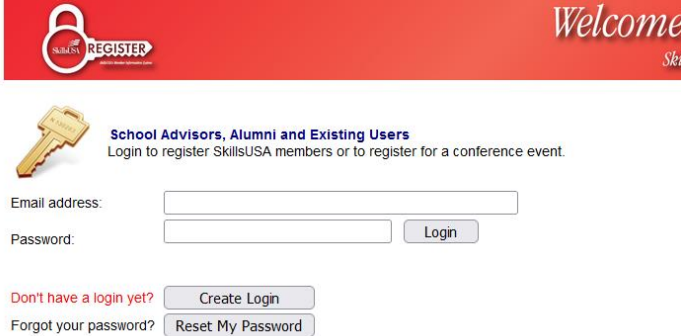 Welcome
SkillsUSA REGISTER
School Advisors, Alumni and Existing Users
Login to register SkillsUSA members or to register for a conference event.
Email address:
Password:
Login
Don't have a login yet?
Create Login
Forgot your password?
Reset My Password